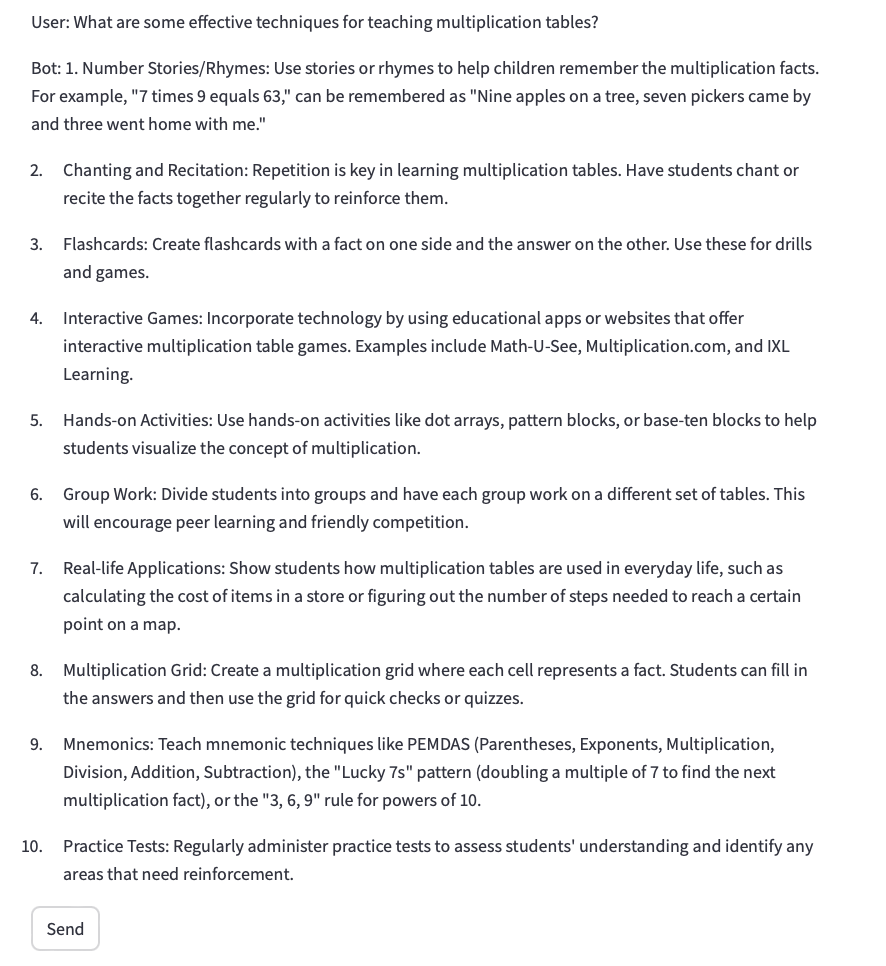 User: What are some effective techniques for teaching multiplication tables?
Bot: 1. Number Stories/Rhymes: Use stories or rhymes to help children remember the multiplication facts.
For example, "7 times 9 equals 63," can be remembered as "Nine apples on a tree, seven pickers came by
and three went home with me."
2. Chanting and Recitation: Repetition is key in learning multiplication tables. Have students chant or
recite the facts together regularly to reinforce them.
3. Flashcards: Create flashcards with a fact on one side and the answer on the other. Use these for drills
and games.
4. Interactive Games: Incorporate technology by using educational apps or websites that offer
interactive multiplication table games. Examples include Math-U-See, Multiplication.com, and IXL
Learning.
5. Hands-on Activities: Use hands-on activities like dot arrays, pattern blocks, or base-ten blocks to help
students visualize the concept of multiplication.
6. Group Work: Divide students into groups and have each group work on a different set of tables. This
will encourage peer learning and friendly competition.
7. Real-life Applications: Show students how multiplication tables are used in everyday life, such as
calculating the cost of items in a store or figuring out the number of steps needed to reach a certain
point on a map.
8. Multiplication Grid: Create a multiplication grid where each cell represents a fact. Students can fill in
the answers and then use the grid for quick checks or quizzes.
9. Mnemonics: Teach mnemonic techniques like PEMDAS (Parentheses, Exponents, Multiplication,
Division, Addition, Subtraction), the "Lucky 7s" pattern (doubling a multiple of 7 to find the next
multiplication fact), or the "3, 6, 9" rule for powers of 10.
10. Practice Tests: Regularly administer practice tests to assess students' understanding and identify any
areas that need reinforcement.
Send